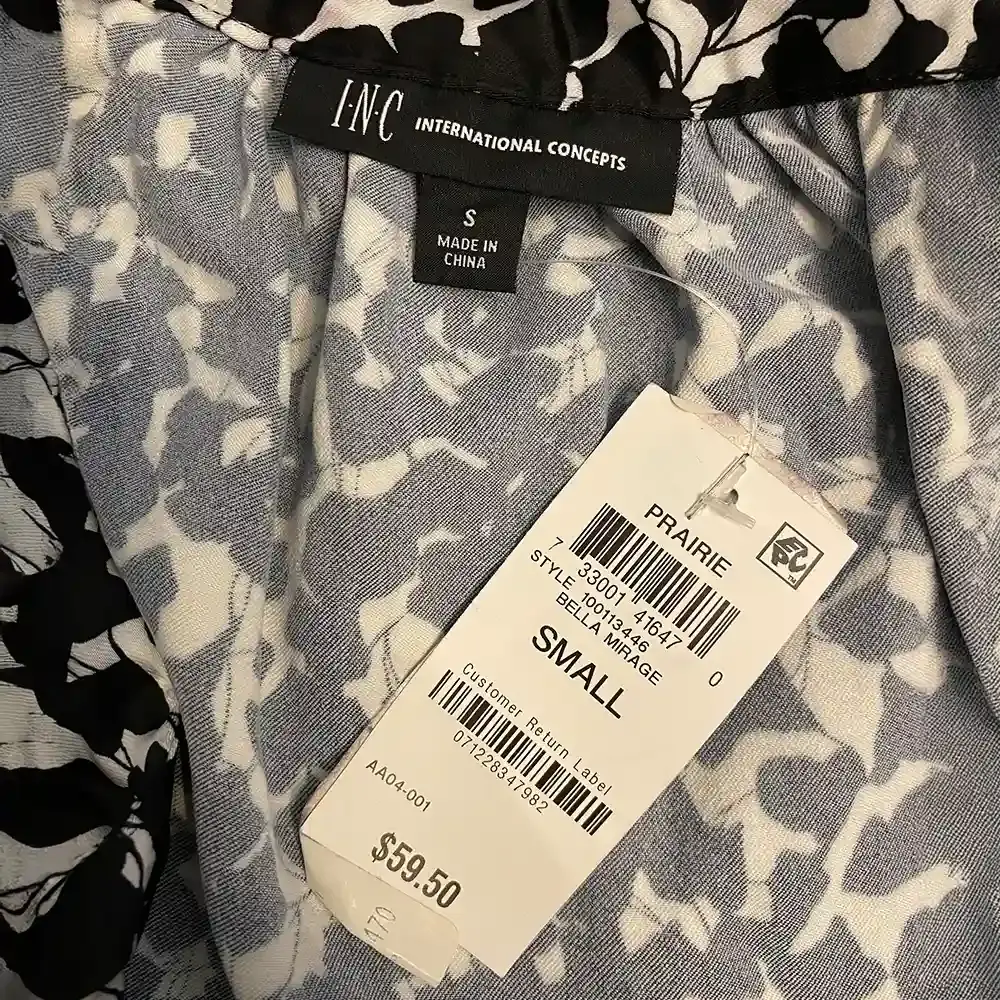 I·N·C INTERNATIONAL CONCEPTS
S
MADE IN
CHINA
PRAIRIE
7 33001 41647 0
STYLE 100113446
BELLA MIRAGE
SMALL
Customer Return Label
071228347982
AA04-001
$59.50
170